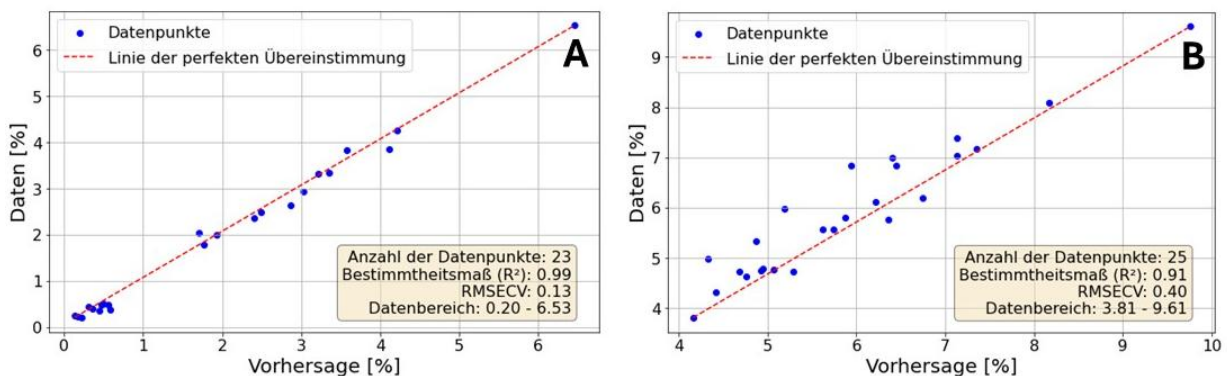 Datenpunkte
Linie der perfekten Übereinstimmung
A
6
5
4
3
2
1
0
Daten [%]
Anzahl der Datenpunkte: 23
Bestimmtheitsmaß (R²): 0.99
RMSECV: 0.13
Datenbereich: 0.20 - 6.53
0 1 2 3 4 5 6
Vorhersage [%]
Datenpunkte
Linie der perfekten Übereinstimmung
B
9
8
7
6
5
4
Daten [%]
Anzahl der Datenpunkte: 25
Bestimmtheitsmaß (R²): 0.91
RMSECV: 0.40
Datenbereich: 3.81 - 9.61
4 5 6 7 8 9 10
Vorhersage [%]